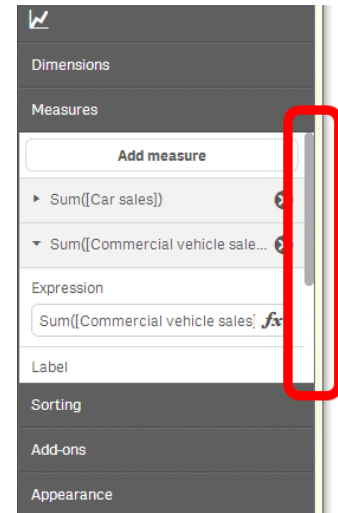 Dimensions
Measures
Add measure
Sum([Car sales])
Sum([Commercial vehicle sale...
Expression
Sum([Commercial vehicle sales] fx
Label
Sorting
Add-ons
Appearance